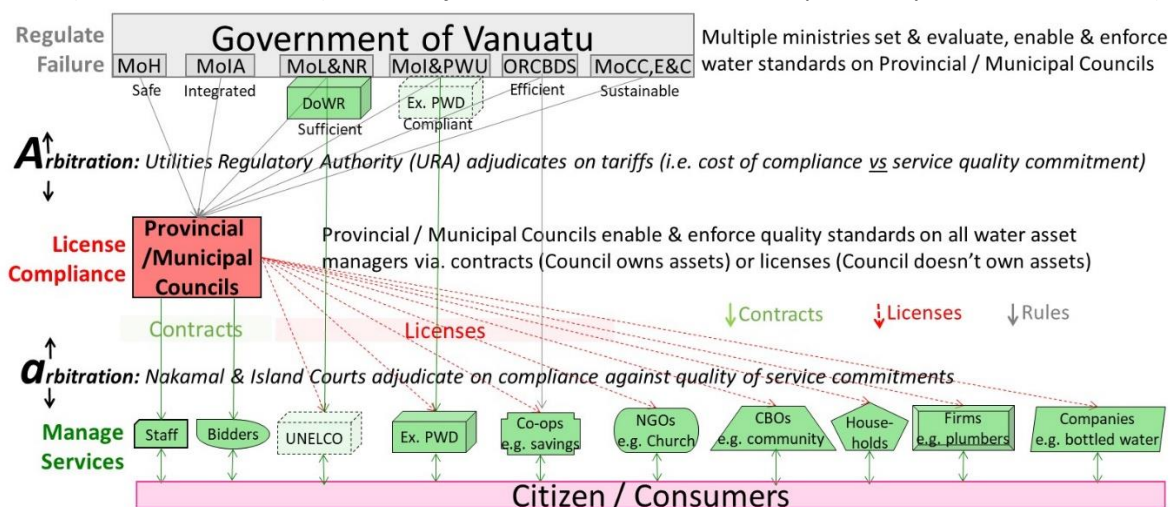 Regulate
Failure
Government of Vanuatu
MoH
MoIA
MoL&NR
MoI&PWU
ORCBDS
MoCC,E&C
Multiple ministries set & evaluate, enable & enforce
water standards on Provincial / Municipal Councils
Safe
Integrated
DoWR
Sufficient
Ex. PWD
Compliant
Efficient
Sustainable
Arbitration: Utilities Regulatory Authority (URA) adjudicates on tariffs (i.e. cost of compliance vs service quality commitment)
License
Compliance
Provincial
/Municipal
Councils
Provincial / Municipal Councils enable & enforce quality standards on all water asset
managers via. contracts (Council owns assets) or licenses (Council doesn't own assets)
Contracts
Licenses
Contracts
Licenses
Rules
arbitration: Nakamal & Island Courts adjudicate on compliance against quality of service commitments
Manage
Services
Staff
Bidders
UNELCO
Ex. PWD
Co-ops
e.g. savings
NGOs
e.g. Church
CBOs
e.g. community
House-
holds
Firms
e.g. plumbers
Companies
e.g. bottled water
Citizen / Consumers